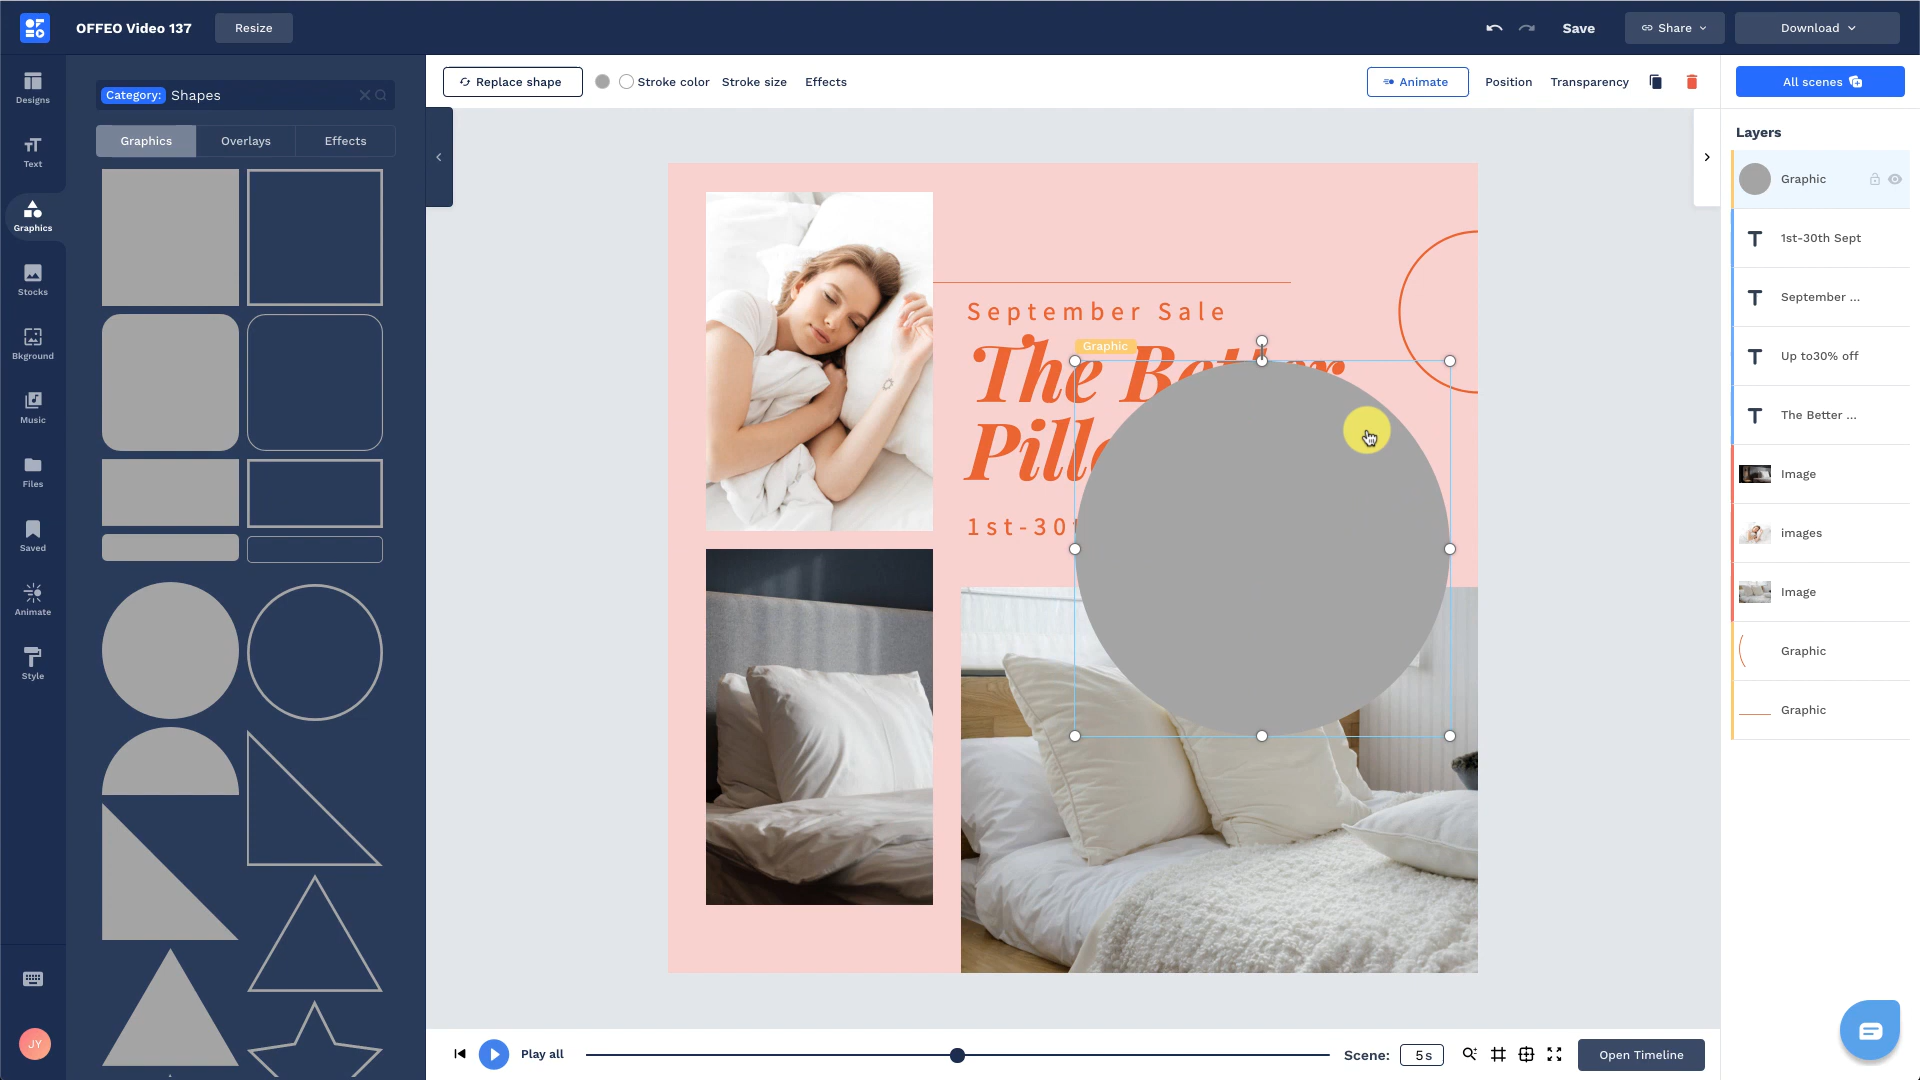 OFFEO Video 137
Resize
Save
Share
Download
Designs
Text
Graphics
Stocks
Bkground
Music
Files
Saved
Animate
Style
JY
Category: Shapes
Graphics
Overlays
Effects
Replace shape
Stroke color
Stroke size
Effects
Animate
Position
Transparency
All scenes
September Sale
Graphic
The Better
Pill
1st-30
Layers
Graphic
1st-30th Sept
September ...
Up to30% off
The Better ...
Image
images
Image
Graphic
Graphic
Play all
Scene:
5s
Open Timeline